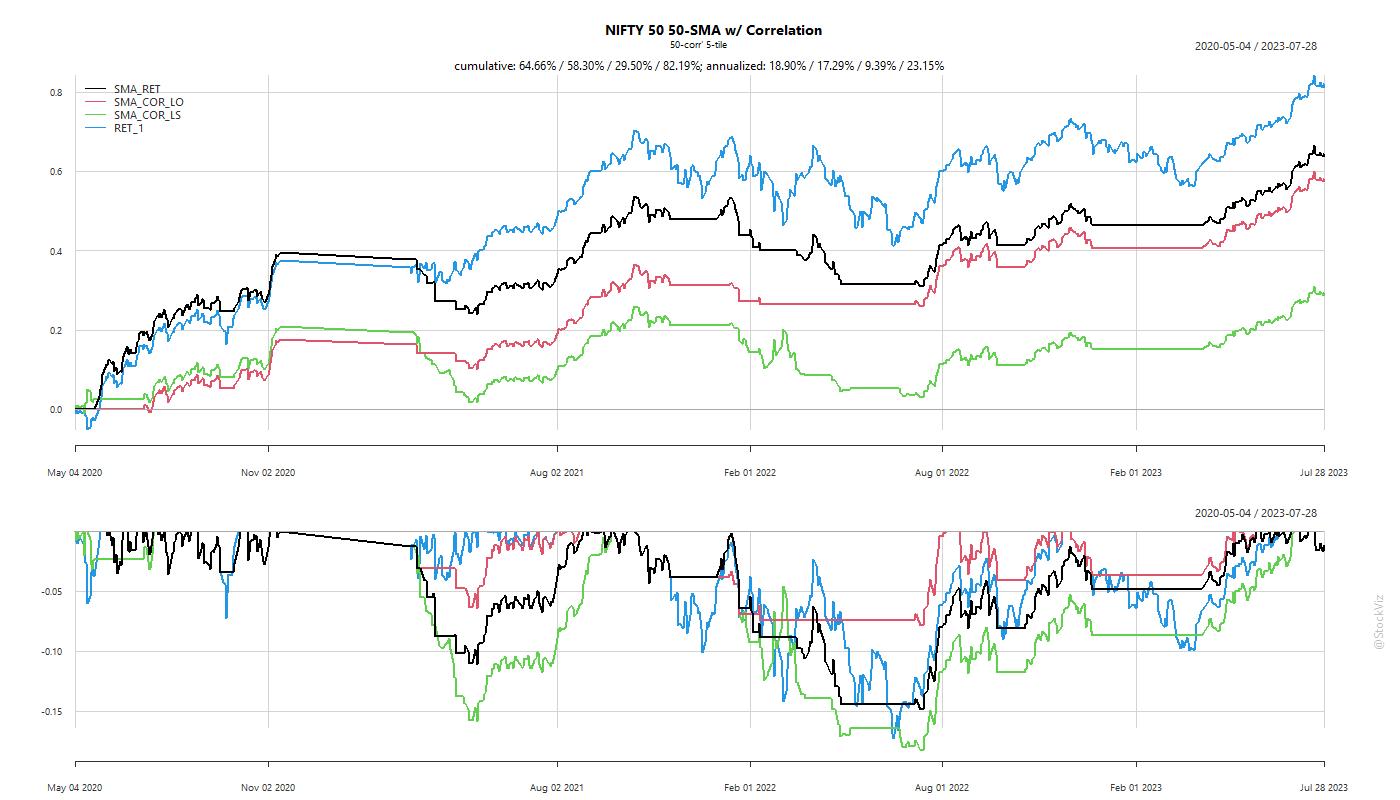 NIFTY 50 50-SMA w/ Correlation
50-corr' 5-tile
2020-05-04 / 2023-07-28
cumulative: 64.66% / 58.30% / 29.50% / 82.19%; annualized: 18.90% / 17.29% / 9.39% / 23.15%
SMA_RET
SMA_COR_LO
SMA_COR_LS
RET_1
0.8
0.6
0.4
0.2
0.0
May 04 2020 Nov 02 2020 Aug 02 2021 Feb 01 2022 Aug 01 2022 Feb 01 2023 Jul 28 2023
2020-05-04 / 2023-07-28
-0.05
-0.10
-0.15
May 04 2020 Nov 02 2020 Aug 02 2021 Feb 01 2022 Aug 01 2022 Feb 01 2023 Jul 28 2023
@StockViz